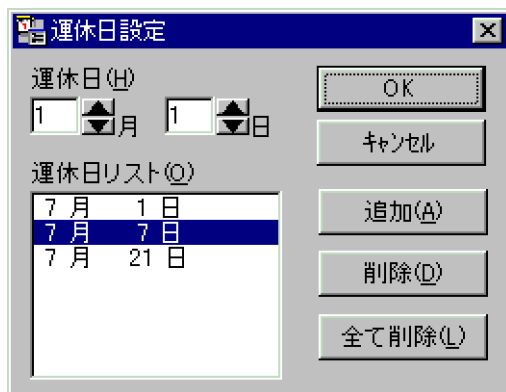 運休日設定
運休日(H)
1 月 1 日
運休日リスト(O)
7 月 1 日
7 月 7 日
7 月 21 日
OK
キャンセル
追加(A)
削除(D)
全て削除(L)